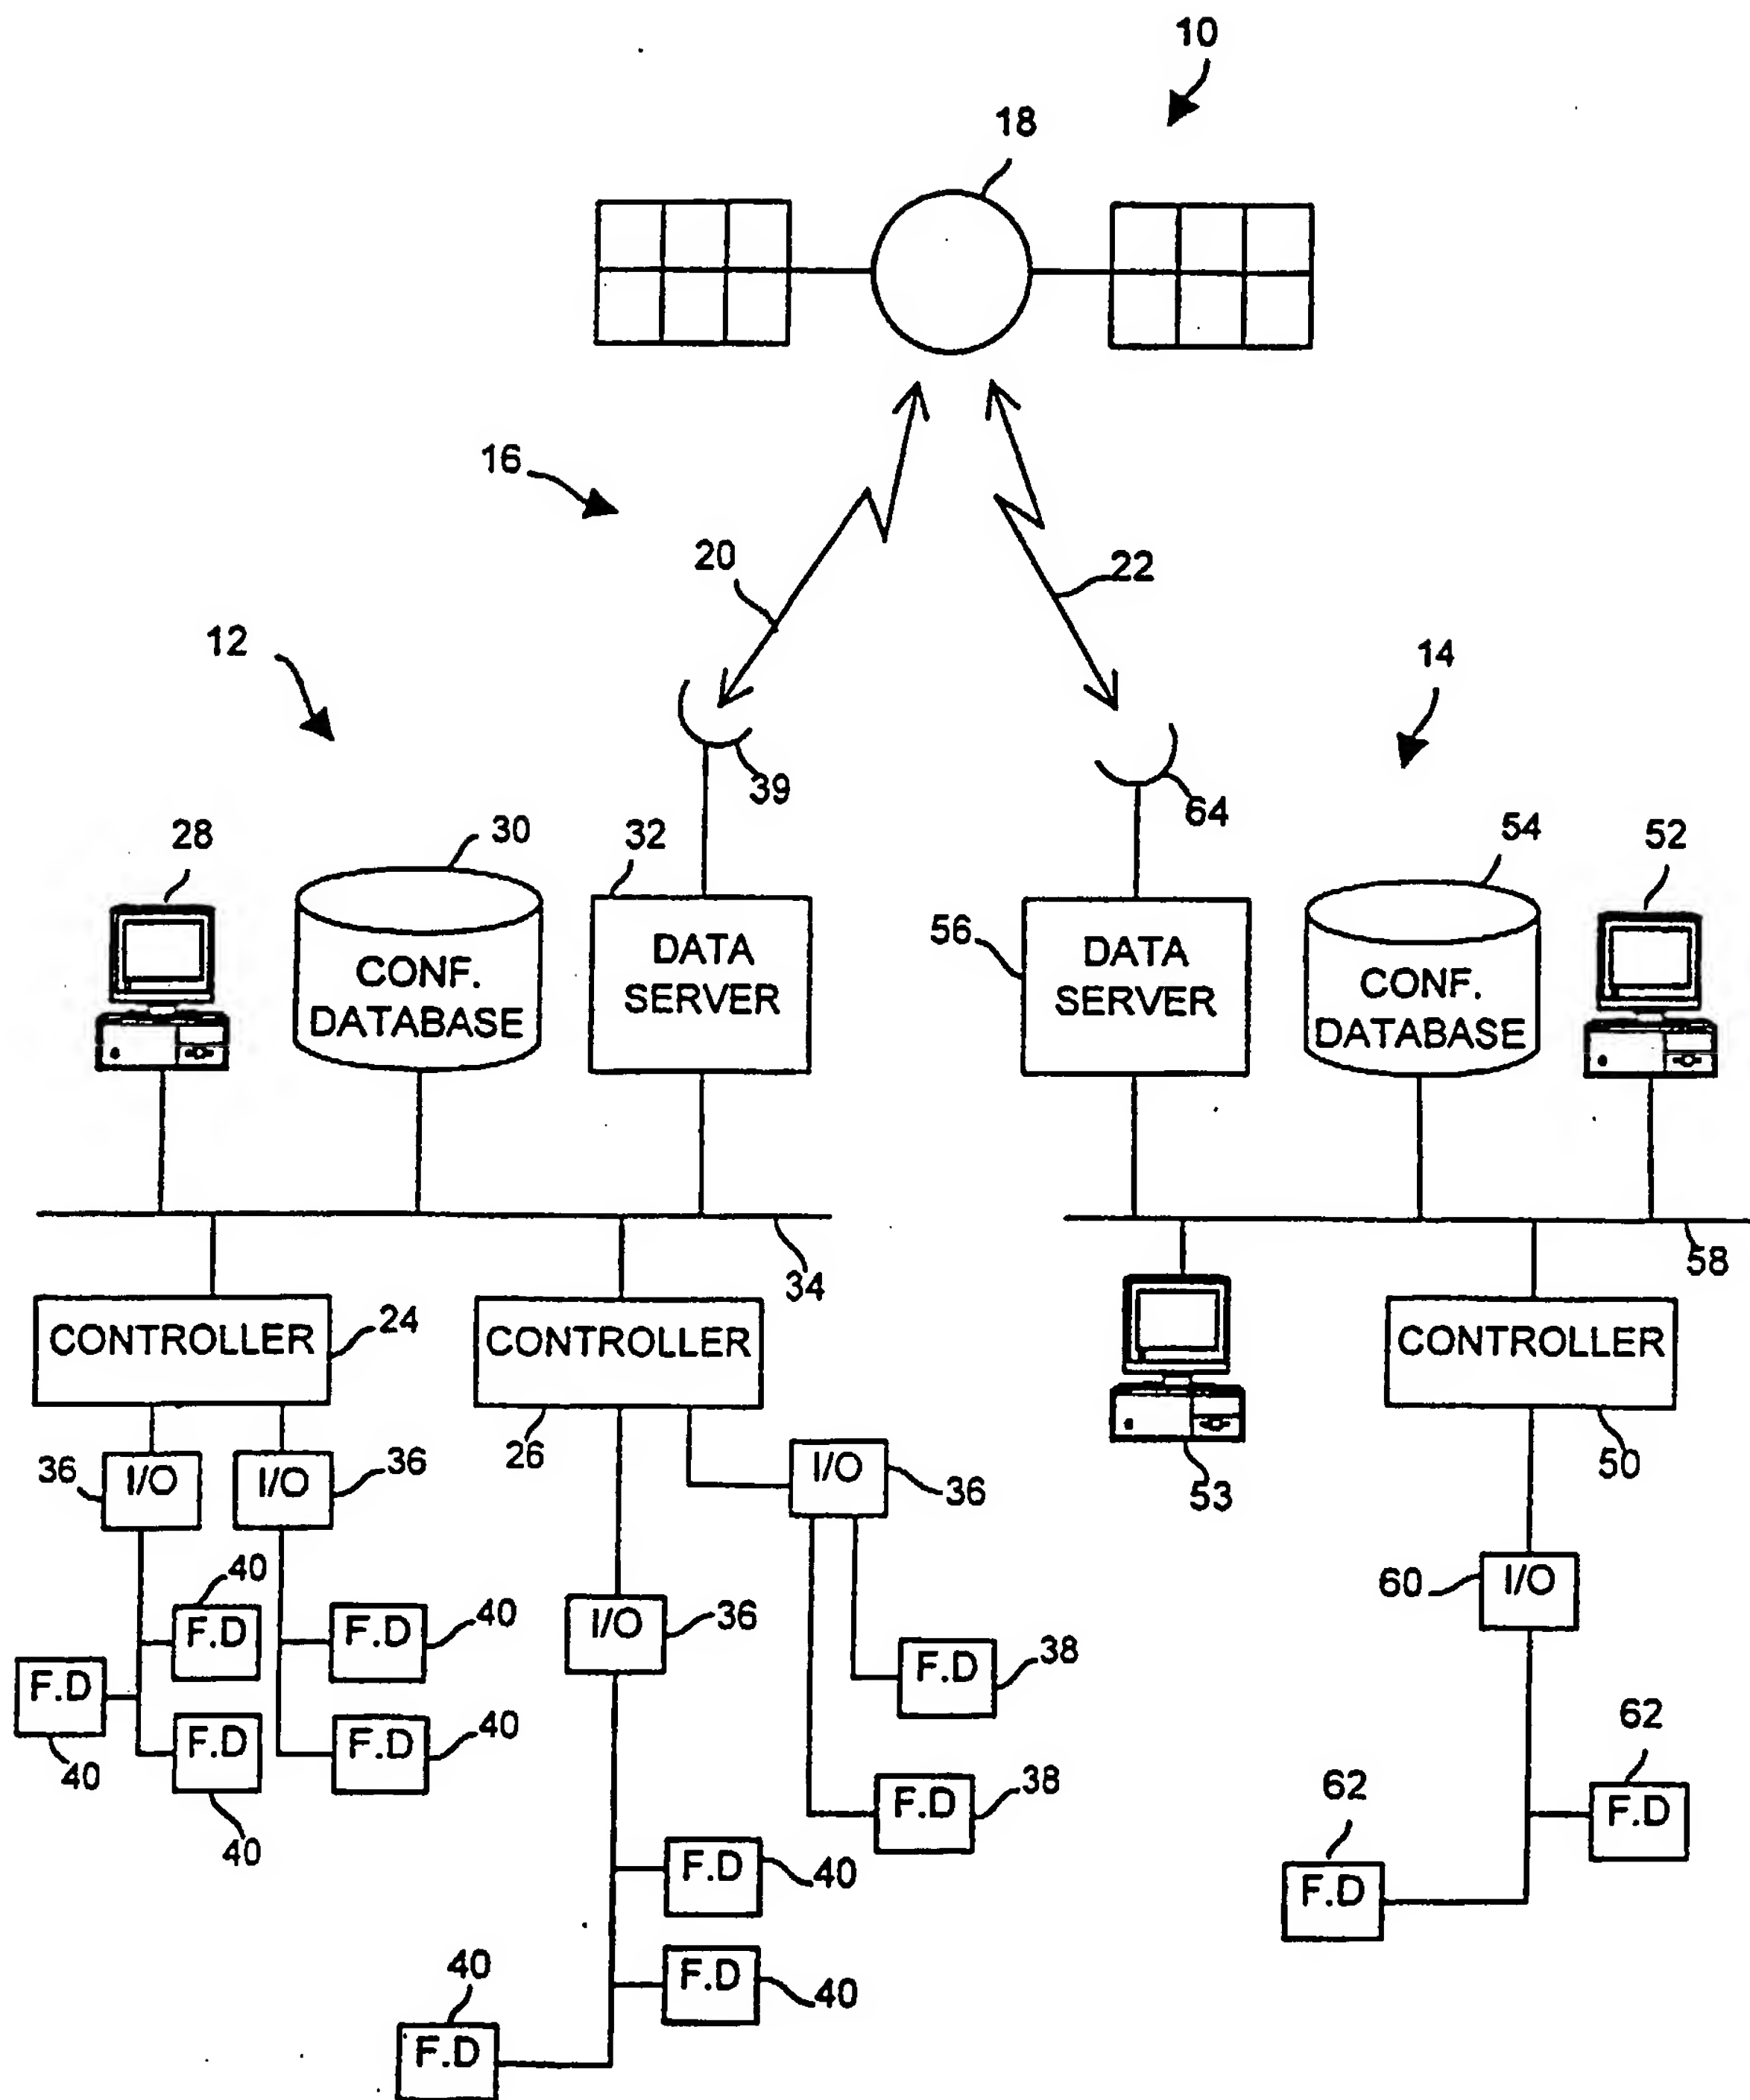 10
18
16
20
22
12
14
39
64
28
30
32
54
52
56
DATA
SERVER
CONF.
DATABASE
DATA
SERVER
CONF.
DATABASE
34
58
CONTROLLER
24
CONTROLLER
26
CONTROLLER
50
53
36
I/O
I/O
36
I/O
36
I/O
36
60
I/O
40
F.D
F.D
40
F.D
40
F.D
40
F.D
40
F.D
38
F.D
38
F.D
40
F.D
40
40
F.D
62
F.D
62
F.D